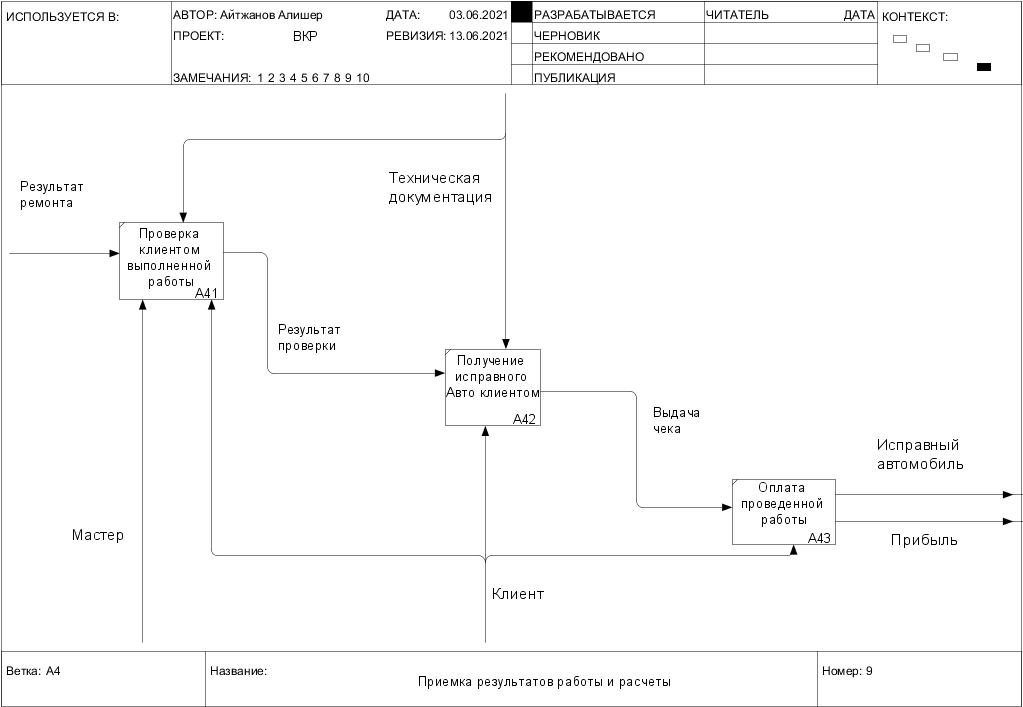 ИСПОЛЬЗУЕТСЯ В:
АВТОР: Айтжанов Алишер
ДАТА: 03.06.2021
ПРОЕКТ: ВКР
РЕВИЗИЯ: 13.06.2021
ЗАМЕЧАНИЯ: 1 2 3 4 5 6 7 8 9 10
РАЗРАБАТЫВАЕТСЯ
ЧЕРНОВИК
РЕКОМЕНДОВАНО
ПУБЛИКАЦИЯ
ЧИТАТЕЛЬ ДАТА
КОНТЕКСТ:
Результат
ремонта
Техническая
документация
Проверка
клиентом
выполненной
работы
A41
Результат
проверки
Получение
исправного
Авто клиентом
A42
Выдача
чека
Исправный
автомобиль
Оплата
проведенной
работы
A43
Прибыль
Мастер
Клиент
Ветка: A4
Название:
Приемка результатов работы и расчеты
Номер: 9